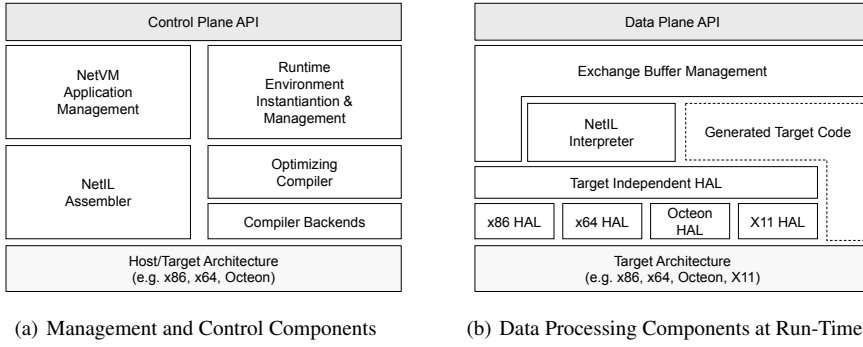 Control Plane API
NetVM
Application
Management
Runtime
Environment
Instantiantion &
Management
NetIL
Assembler
Optimizing
Compiler
Compiler Backends
Host/Target Architecture
(e.g. x86, x64, Octeon)
(a) Management and Control Components
Data Plane API
Exchange Buffer Management
NetIL
Interpreter
Generated Target Code
Target Independent HAL
x86 HAL
x64 HAL
Octeon
HAL
X11 HAL
Target Architecture
(e.g. x86, x64, Octeon, X11)
(b) Data Processing Components at Run-Time